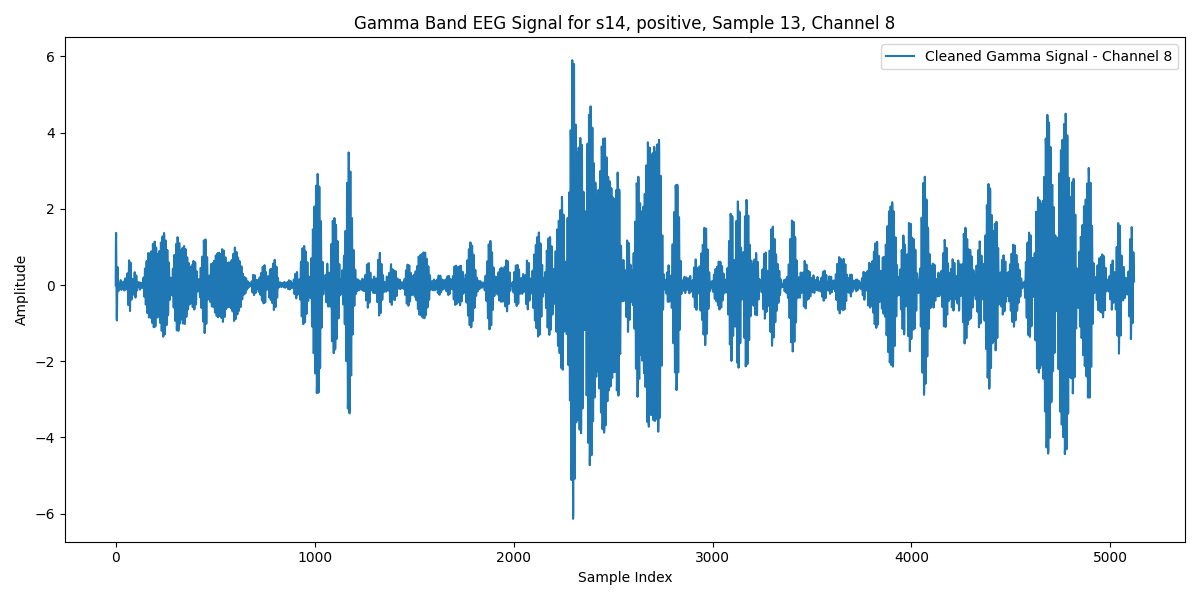 Gamma Band EEG Signal for s14, positive, Sample 13, Channel 8
Cleaned Gamma Signal - Channel 8
Amplitude
6
4
2
0
−2
−4
−6
0 1000 2000 3000 4000 5000
Sample Index